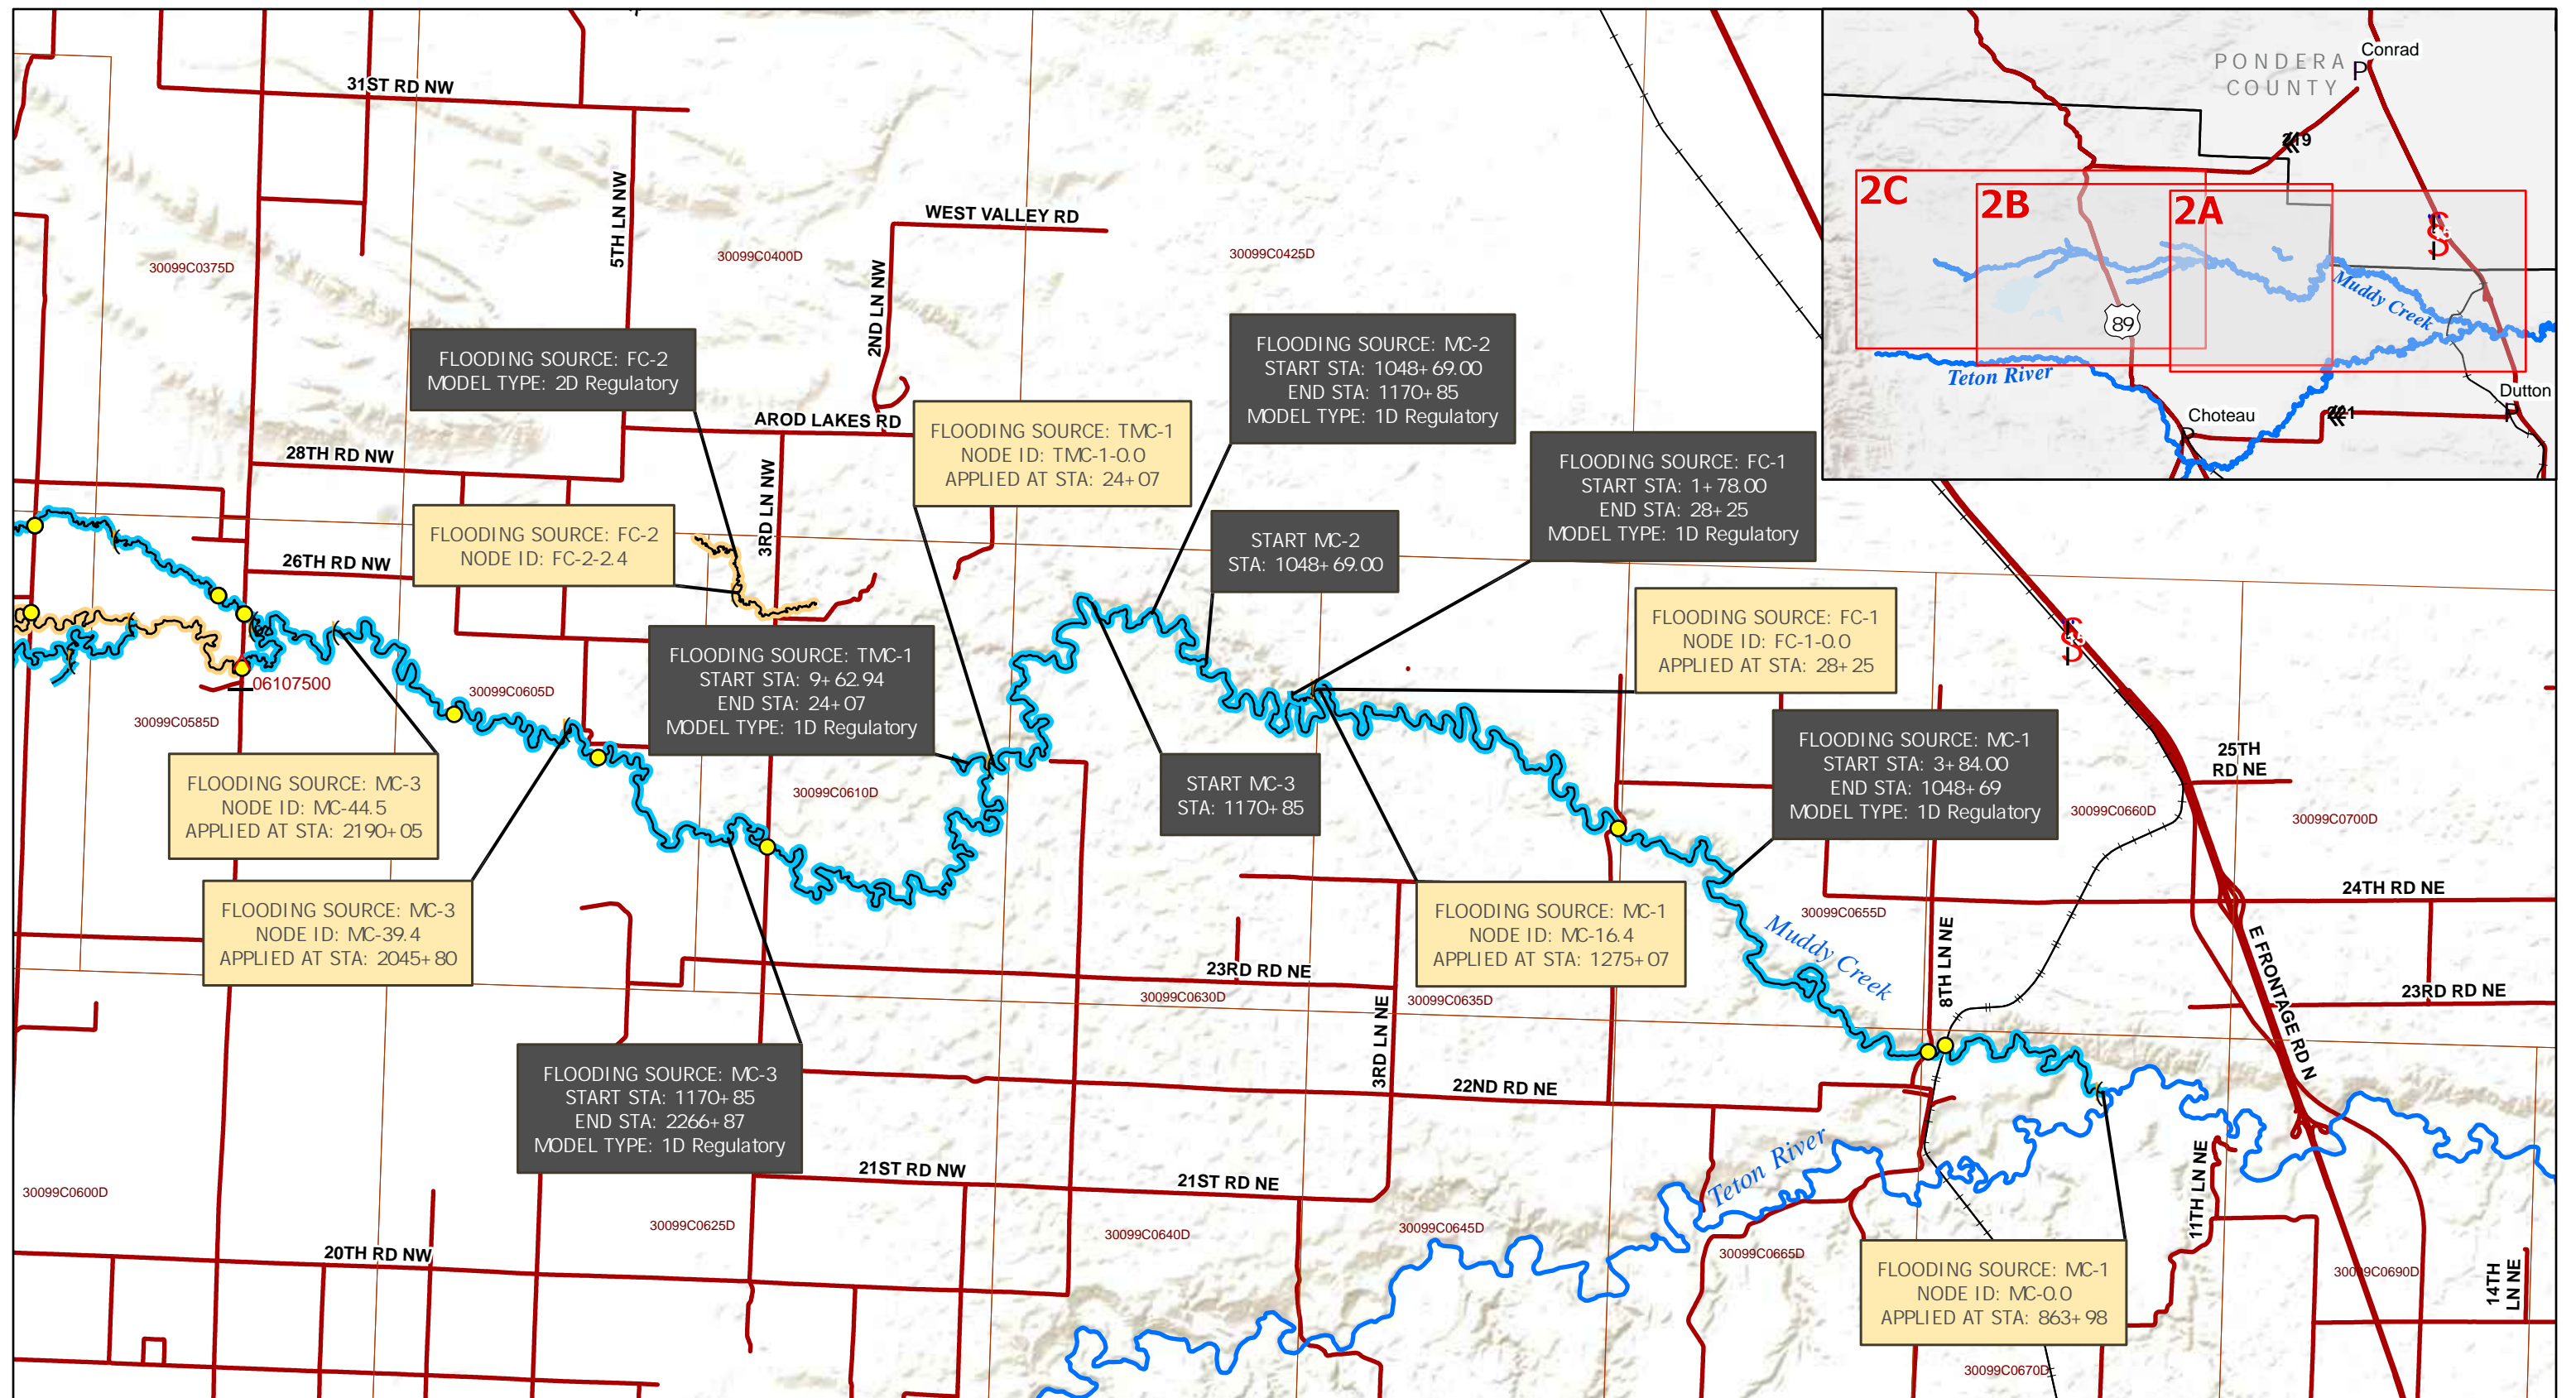 31ST RD NW
5TH LN NW
30099C0375D
30099C0400D
WEST VALLEY RD
2ND LN NW
30099C0425D
PONDERA
COUNTY
Conrad
P
219
2C
2B
2A
Muddy Creek
89
Teton River
Choteau
P
221
Dutton
P
FLOODING SOURCE: FC-2
MODEL TYPE: 2D Regulatory
AROD LAKES RD
28TH RD NW
3RD LN NW
FLOODING SOURCE: TMC-1
NODE ID: TMC-1-0.0
APPLIED AT STA: 24+07
FLOODING SOURCE: MC-2
START STA: 1048+69.00
END STA: 1170+85
MODEL TYPE: 1D Regulatory
FLOODING SOURCE: FC-1
START STA: 1+78.00
END STA: 28+25
MODEL TYPE: 1D Regulatory
START MC-2
STA: 1048+69.00
FLOODING SOURCE: FC-2
NODE ID: FC-2-2.4
26TH RD NW
FLOODING SOURCE: FC-1
NODE ID: FC-1-0.0
APPLIED AT STA: 28+25
FLOODING SOURCE: TMC-1
START STA: 9+62.94
END STA: 24+07
MODEL TYPE: 1D Regulatory
06107500
30099C0605D
30099C0585D
FLOODING SOURCE: MC-3
NODE ID: MC-44.5
APPLIED AT STA: 2190+05
START MC-3
STA: 1170+85
30099C0610D
FLOODING SOURCE: MC-1
START STA: 3+84.00
END STA: 1048+69
MODEL TYPE: 1D Regulatory
25TH
RD NE
30099C0660D
30099C0700D
24TH RD NE
FLOODING SOURCE: MC-3
NODE ID: MC-39.4
APPLIED AT STA: 2045+80
FLOODING SOURCE: MC-1
NODE ID: MC-16.4
APPLIED AT STA: 1275+07
30099C0655D
Muddy Creek
8TH LN NE
E FRONTAGE RD N
23RD RD NE
23RD RD NE
30099C0630D
30099C0635D
3RD LN NE
22ND RD NE
FLOODING SOURCE: MC-3
START STA: 1170+85
END STA: 2266+87
MODEL TYPE: 1D Regulatory
21ST RD NW
21ST RD NE
Teton River
11TH LN NE
30099C0600D
30099C0625D
30099C0640D
30099C0645D
30099C0665D
20TH RD NW
FLOODING SOURCE: MC-1
NODE ID: MC-0.0
APPLIED AT STA: 863+98
30099C0690D
14TH
LN NE
30099C0670D